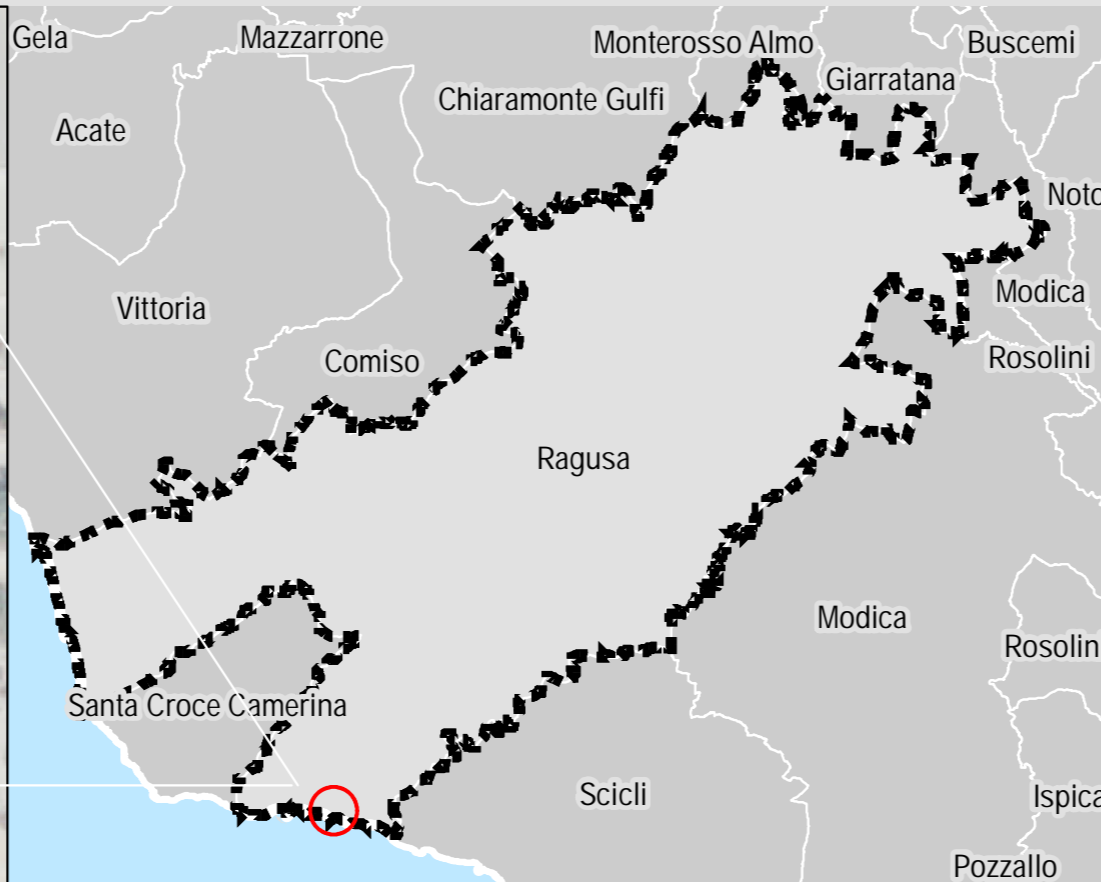 Gela
Mazzarrone
Monterosso Almo
Buscemi
Giarratana
Chiaramonte Gulfi
Acate
Noto
Modica
Vittoria
Rosolini
Comiso
Ragusa
Modica
Rosolin
Santa Croce Camerina
Scicli
Ispica
Pozzallo